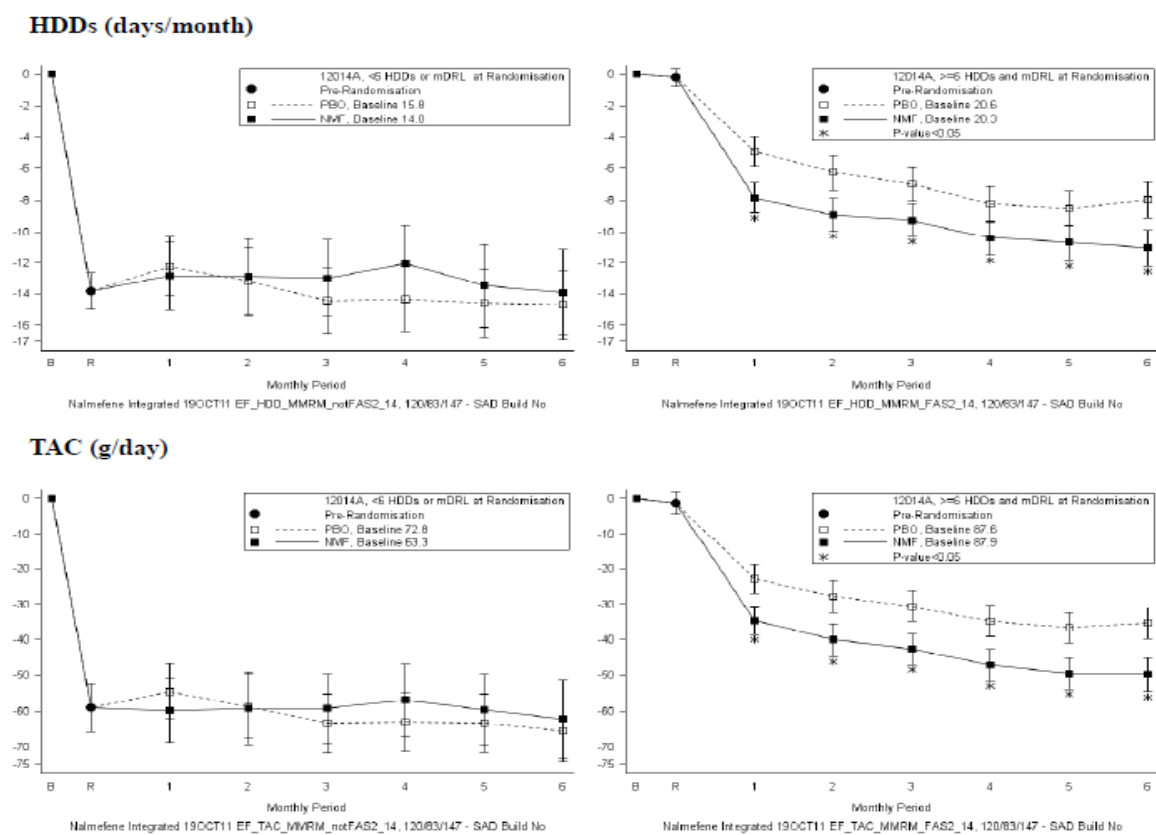 HDDs (days/month)
12014A, <6 HDDs or mDRL at Randomisation
Pre-Randomisation
PBO, Baseline 15.8
NMF, Baseline 14.0
0
-2
-4
-6
-8
-10
-12
-14
-16
-17
B R 1 2 3 4 5 6
Monthly Period
Nalmefene Integrated 19OCT11 EF_HDD_MMRM_notFAS2_14, 120/83/147 - SAD Build No
12014A, >=6 HDDs and mDRL at Randomisation
Pre-Randomisation
PBO, Baseline 20.6
NMF, Baseline 20.3
P-value<0.05
0
-2
-4
-6
-8
-10
-12
-14
-16
-17
B R 1 2 3 4 5 6
Monthly Period
Nalmefene Integrated 19OCT11 EF_HDD_MMRM_FAS2_14, 120/83/147 - SAD Build No
TAC (g/day)
12014A, <6 HDDs or mDRL at Randomisation
Pre-Randomisation
PBO, Baseline 72.8
NMF, Baseline 63.3
0
-10
-20
-30
-40
-50
-60
-70
-75
B R 1 2 3 4 5 6
Monthly Period
Nalmefene Integrated 19OCT11 EF_TAC_MMRM_notFAS2_14, 120/83/147 - SAD Build No
12014A, >=6 HDDs and mDRL at Randomisation
Pre-Randomisation
PBO, Baseline 87.6
NMF, Baseline 87.9
P-value<0.05
0
-10
-20
-30
-40
-50
-60
-70
-75
B R 1 2 3 4 5 6
Monthly Period
Nalmefene Integrated 19OCT11 EF_TAC_MMRM_FAS2_14, 120/83/147 - SAD Build No